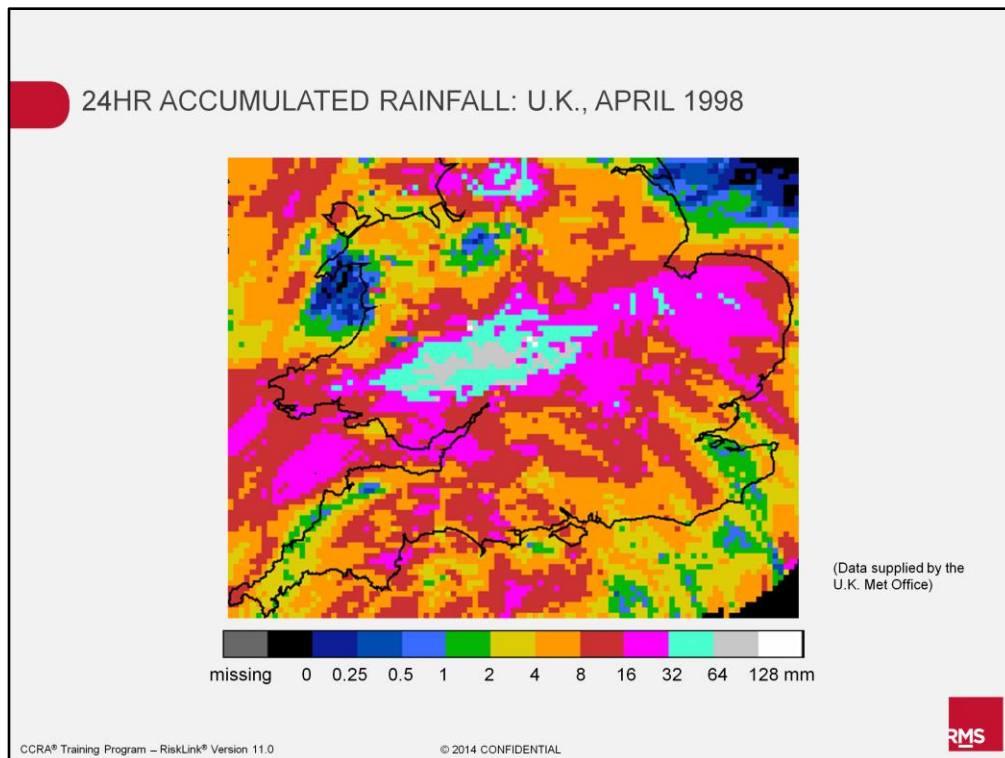 24HR ACCUMULATED RAINFALL: U.K., APRIL 1998
(Data supplied by the
U.K. Met Office)
missing 0 0.25 0.5 1 2 4 8 16 32 64 128 mm
CCRA® Training Program – RiskLink® Version 11.0 © 2014 CONFIDENTIAL
RMS